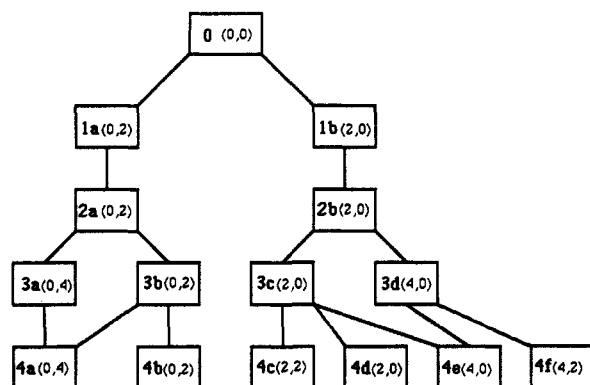 0 (0,0)
1a(0,2) 1b(2,0)
2a(0,2) 2b(2,0)
3a(0,4) 3b(0,2) 3c(2,0) 3d(4,0)
4a(0,4) 4b(0,2) 4c(2,2) 4d(2,0) 4e(4,0) 4f(4,2)